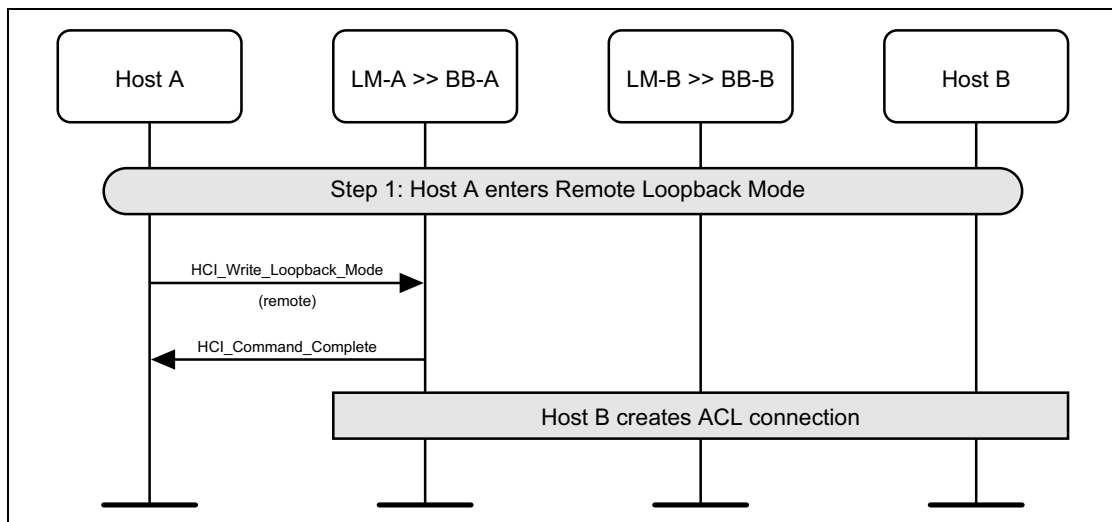 Host A
LM-A >> BB-A
LM-B >> BB-B
Host B
Step 1: Host A enters Remote Loopback Mode
HCI_Write_Loopback_Mode
(remote)
HCI_Command_Complete
Host B creates ACL connection